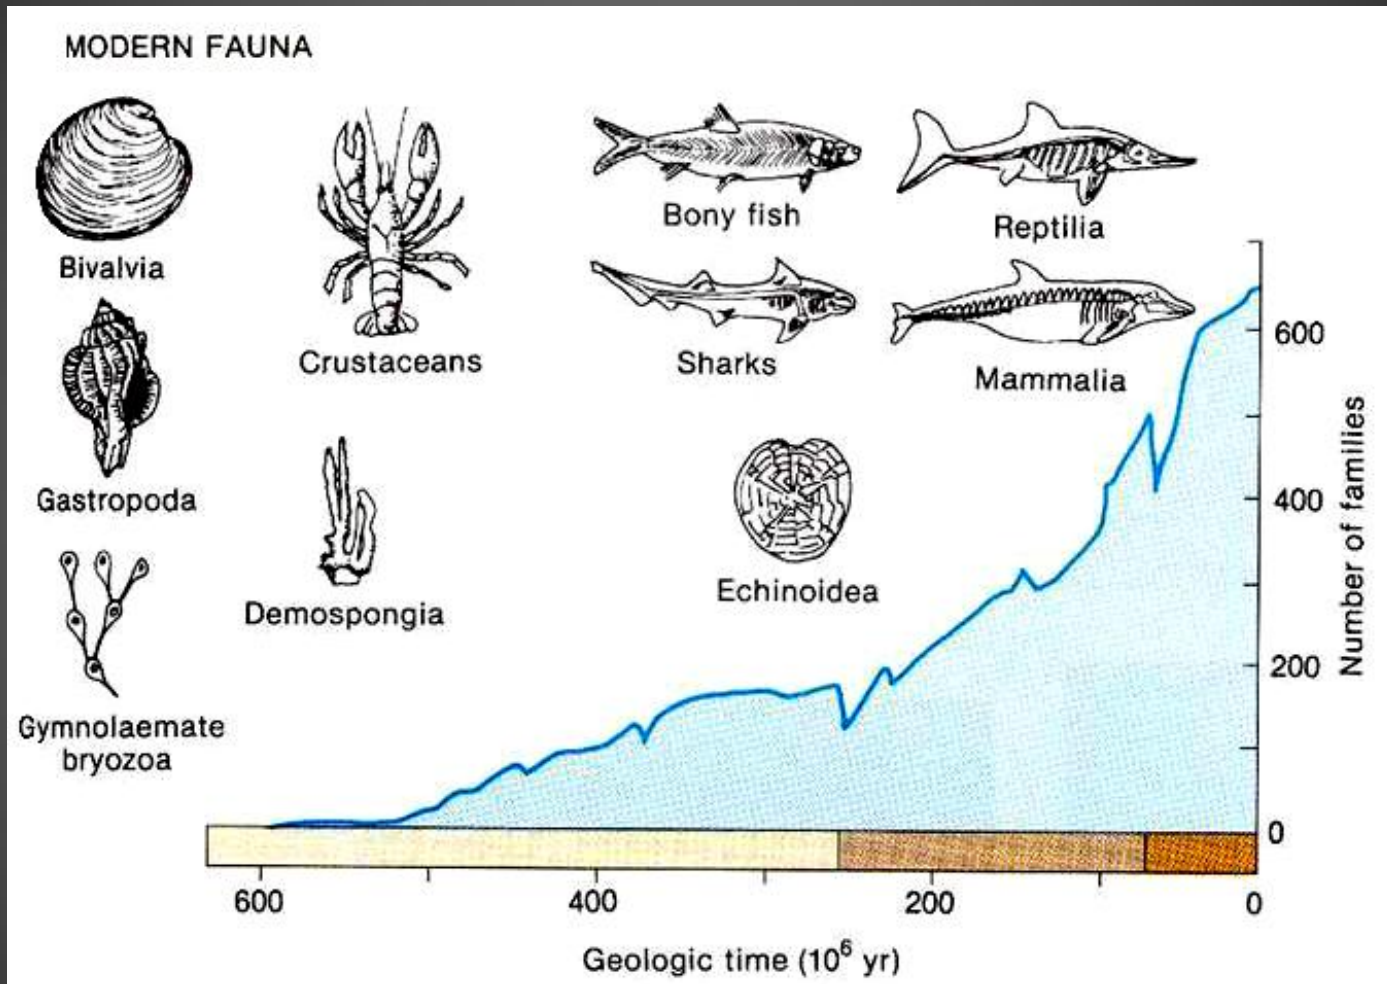 MODERN FAUNA
Bivalvia
Gastropoda
Gymnolaemate
bryozoa
Crustaceans
Demospongia
Bony fish
Sharks
Echinoidea
Reptilia
Mammalia
600
400
200
0
Number of families
600
400
200
0
Geologic time (10⁶ yr)